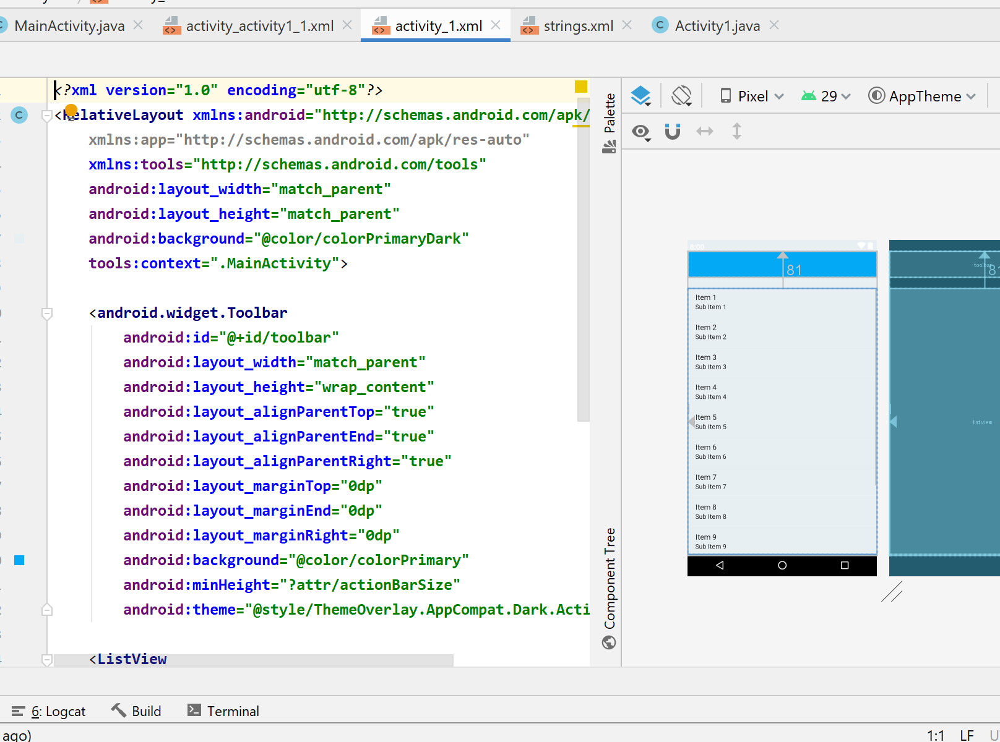 MainActivity.java
activity_activity1_1.xml
activity_1.xml
strings.xml
Activity1.java
<?xml version="1.0" encoding="utf-8"?>
xmlns:android="http://schemas.android.com/apk/
xmlns:app="http://schemas.android.com/apk/res-auto"
xmlns:tools="http://schemas.android.com/tools"
android:layout_width="match_parent"
android:layout_height="match_parent"
android:background="@color/colorPrimaryDark"
tools:context=".MainActivity">
<android.widget.Toolbar
android:id="@+id/toolbar"
android:layout_width="match_parent"
android:layout_height="wrap_content"
android:layout_alignParentTop="true"
android:layout_alignParentEnd="true"
android:layout_alignParentRight="true"
android:layout_marginTop="0dp"
android:layout_marginEnd="0dp"
android:layout_marginRight="0dp"
android:background="@color/colorPrimary"
android:minHeight="?attr/actionBarSize"
android:theme="@style/ThemeOverlay.AppCompat.Dark.Acti
<ListView
Palette
Component Tree
Pixel
29
AppTheme
8:00
81
Item 1
Sub Item 1
Item 2
Sub Item 2
Item 3
Sub Item 3
Item 4
Sub Item 4
Item 5
Sub Item 5
Item 6
Sub Item 6
Item 7
Sub Item 7
Item 8
Sub Item 8
Item 9
Sub Item 9
listview
6: Logcat
Build
Terminal
ago)
1:1
LF